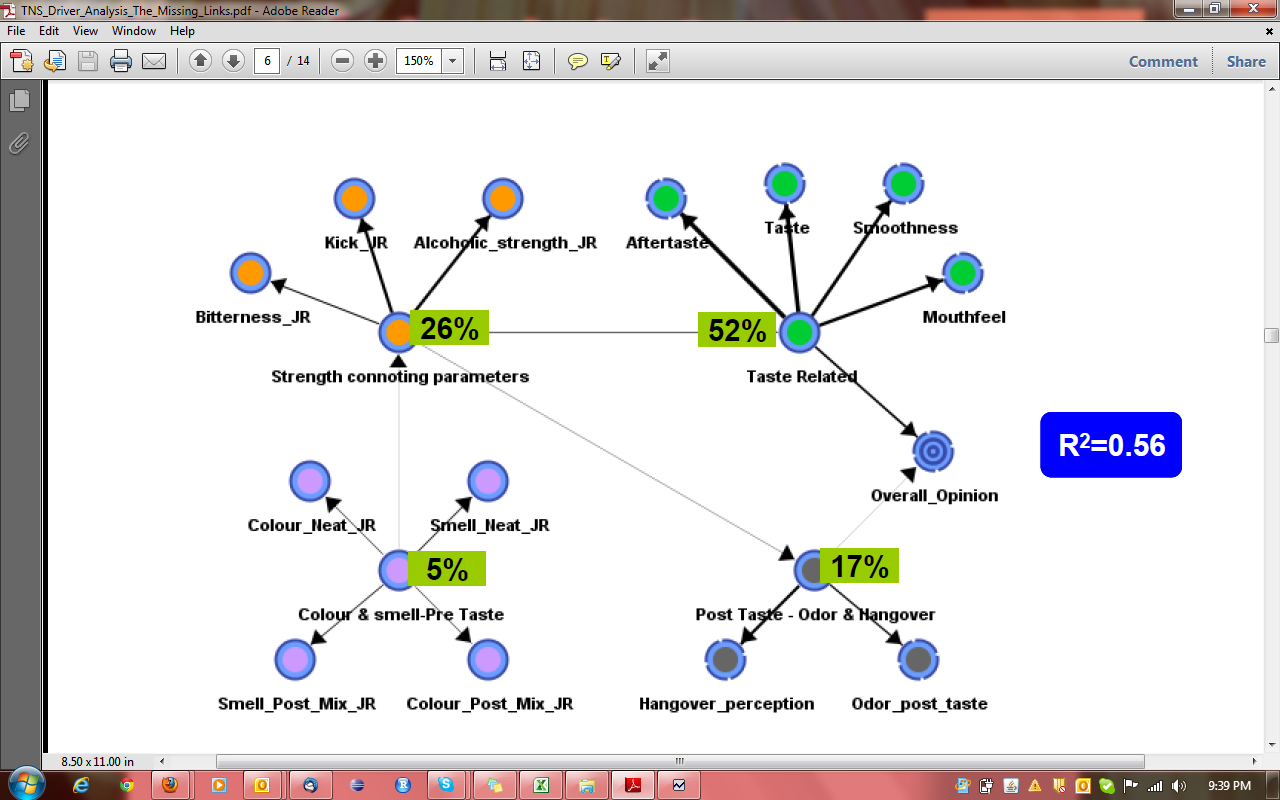 TNS_Driver_Analysis_The_Missing_Links.pdf - Adobe Reader
File Edit View Window Help
6 / 14 150% Comment Share
Kick_JR Alcoholic_strength_JR Aftertaste Taste Smoothness
Bitterness_JR Mouthfeel
26% 52%
Strength connoting parameters Taste Related
R²=0.56
Overall_Opinion
Colour_Neat_JR Smell_Neat_JR
5% 17%
Colour & smell-Pre Taste Post Taste - Odor & Hangover
Smell_Post_Mix_JR Colour_Post_Mix_JR Hangover_perception Odor_post_taste
8.50 x 11.00 in
9:39 PM